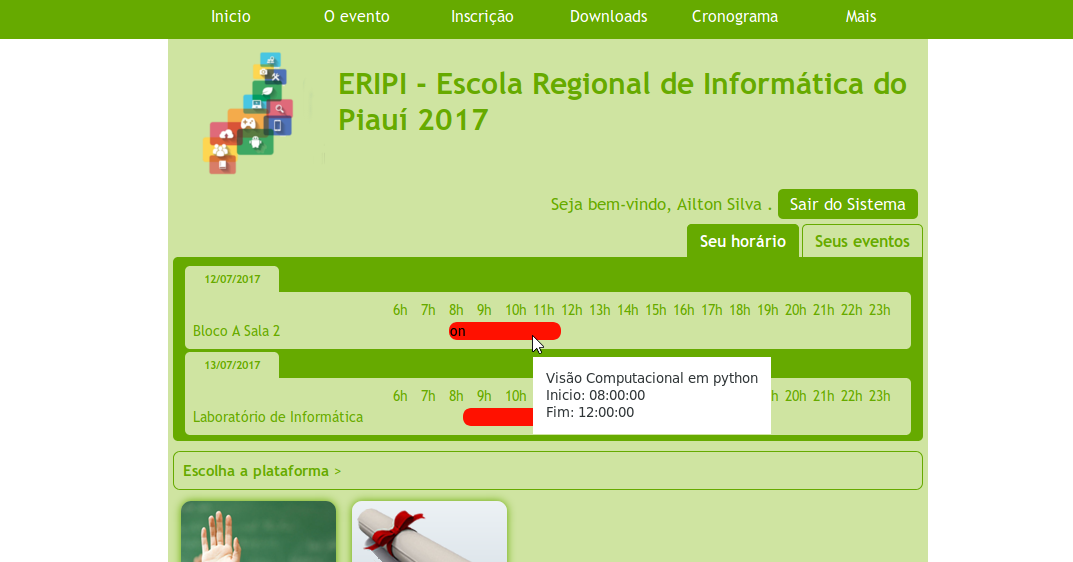 Inicio O evento Inscrição Downloads Cronograma Mais
ERIPI - Escola Regional de Informática do
Piauí 2017
Seja bem-vindo, Ailton Silva . Sair do Sistema
Seu horário Seus eventos
12/07/2017
6h 7h 8h 9h 10h 11h 12h 13h 14h 15h 16h 17h 18h 19h 20h 21h 22h 23h
Bloco A Sala 2 on
13/07/2017
6h 7h 8h 9h 10h h 20h 21h 22h 23h
Laboratório de Informática
Visão Computacional em python
Inicio: 08:00:00
Fim: 12:00:00
Escolha a plataforma >